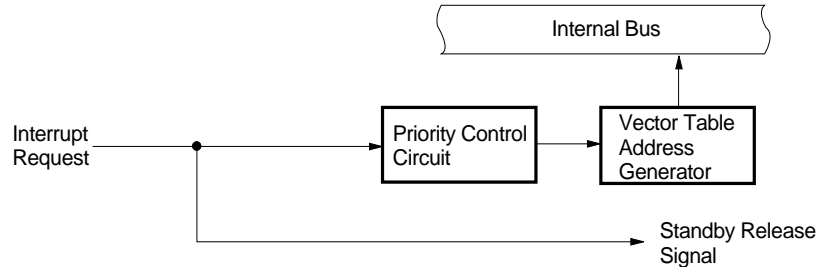 Internal Bus
Interrupt
Request
Priority Control
Circuit
Vector Table
Address
Generator
Standby Release
Signal